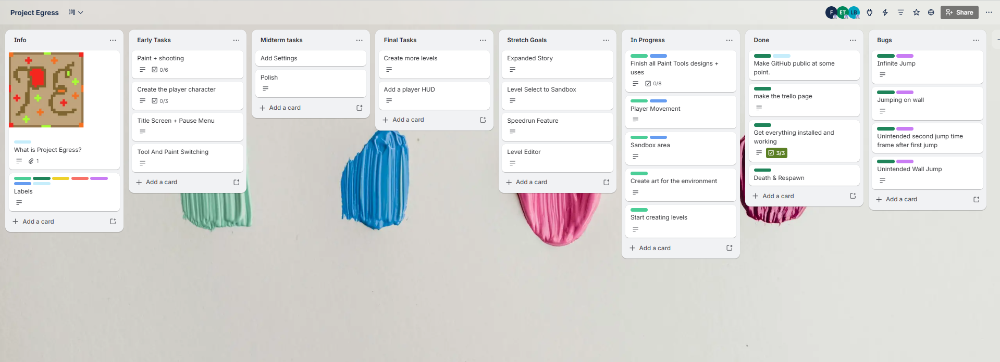 Project Egress
F
ET
LB
Share
Info
What is Project Egress?
1
Labels
Add a card
Early Tasks
Paint + shooting
0/6
Create the player character
0/3
Title Screen + Pause Menu
Tool And Paint Switching
Add a card
Midterm tasks
Add Settings
Polish
Add a card
Final Tasks
Create more levels
Add a player HUD
Add a card
Stretch Goals
Expanded Story
Level Select to Sandbox
Speedrun Feature
Level Editor
Add a card
In Progress
Finish all Paint Tools designs +
uses
0/8
Player Movement
Sandbox area
Create art for the environment
Start creating levels
Add a card
Done
Make GitHub public at some
point.
make the trello page
Get everything installed and
working
3/3
Death & Respawn
Add a card
Bugs
Infinite Jump
Jumping on wall
Unintended second jump time
frame after first jump
Unintended Wall Jump
Add a card